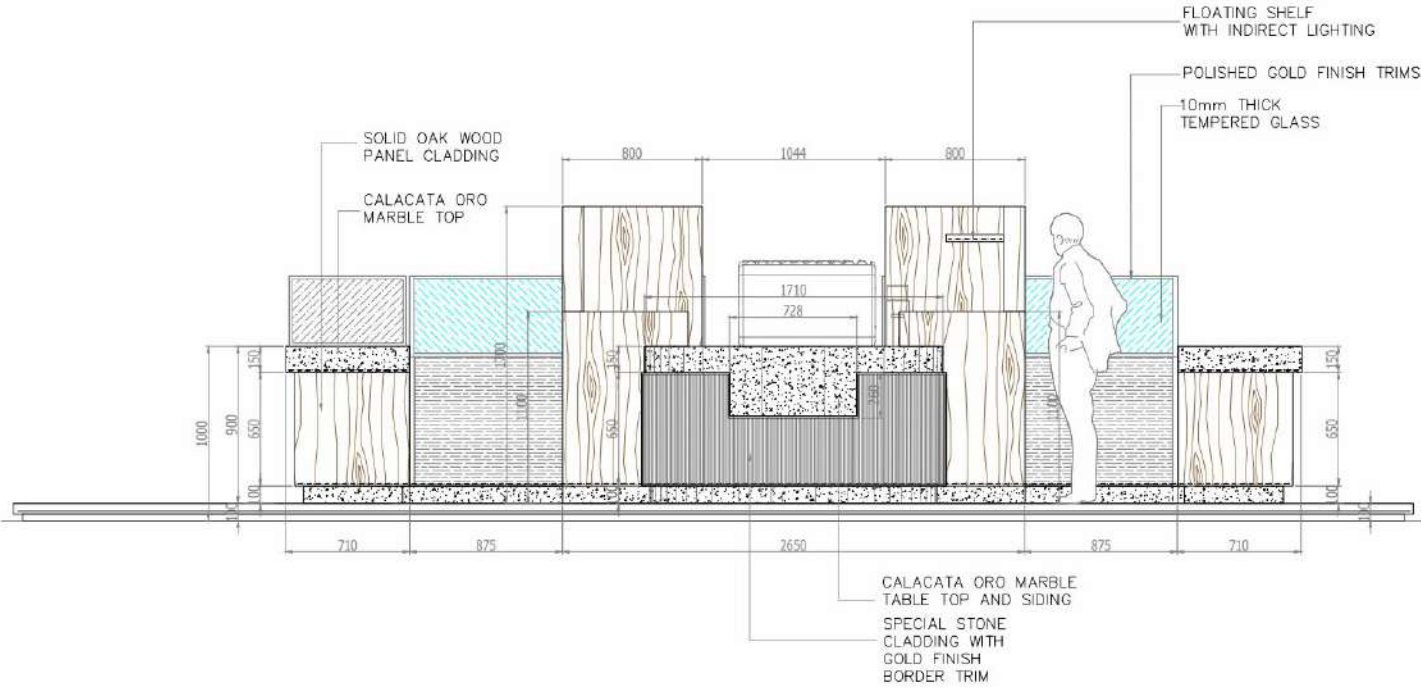 FLOATING SHELF
WITH INDIRECT LIGHTING
POLISHED GOLD FINISH TRIMS
10mm THICK
TEMPERED GLASS
SOLID OAK WOOD
PANEL CLADDING
CALACATA ORO
MARBLE TOP
800
1044
800
1710
728
150
150
150
900
1000
650
650
650
1100
100
100
100
710
875
2650
875
710
CALACATA ORO MARBLE
TABLE TOP AND SIDING
SPECIAL STONE
CLADDING WITH
GOLD FINISH
BORDER TRIM